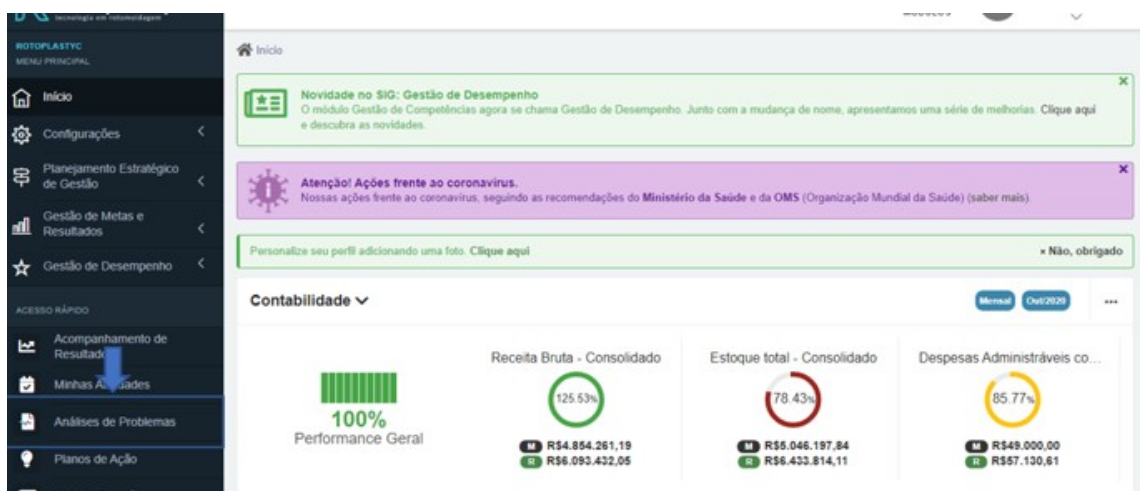 tecnologia em rotomoldagem
ROTOPLASTYC
MENU PRINCIPAL
Início
Configurações
Planejamento Estratégico
de Gestão
Gestão de Metas e
Resultados
Gestão de Desempenho
ACESSO RÁPIDO
Acompanhamento de
Minhas
Análises de Problemas
Planos de Ação
Início
Novidade no SIG: Gestão de Desempenho
O módulo Gestão de Competências agora se chama Gestão de Desempenho. Junto com a mudança de nome, apresentamos uma série de melhorias. Clique aqui
e descubra as novidades.
×
Atenção! Ações frente ao coronavirus.
Nossas ações frente ao coronavirus, seguindo as recomendações do Ministério da Saúde e da OMS (Organização Mundial da Saúde) (saber mais).
×
Personalize seu perfil adicionando uma foto. Clique aqui
× Não, obrigado
Contabilidade
Mensal Out/2020 ...
100%
Performance Geral
Receita Bruta - Consolidado
125.53%
M R$4.854.261,19
R R$6.093.432,05
Estoque total - Consolidado
78.43%
M R$5.046.197,84
R R$6.433.814,11
Despesas Administráveis co...
85.77%
M R$49.000,00
R R$57.130,61